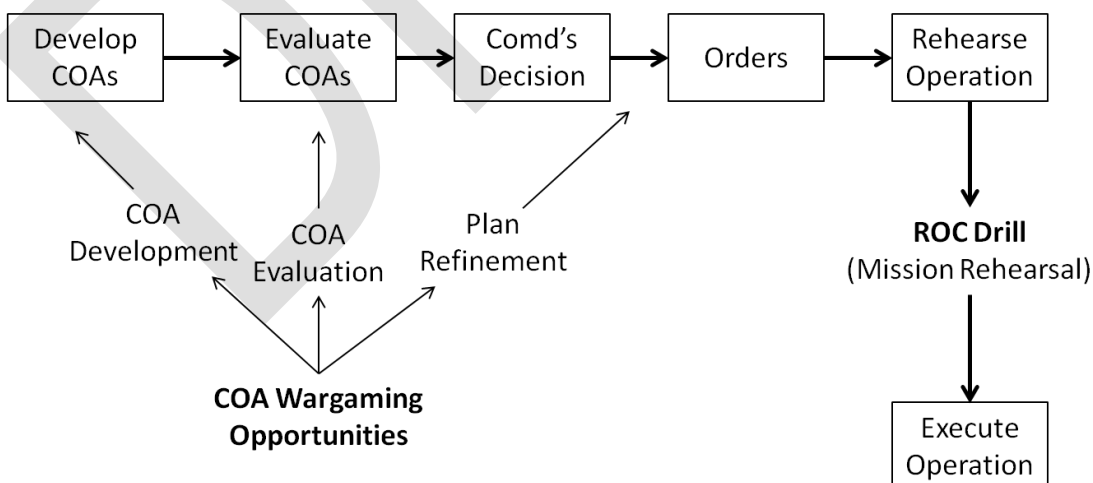 Develop
COAs
Evaluate
COAs
Comd's
Decision
Orders
Rehearse
Operation
COA
Development
COA
Evaluation
Plan
Refinement
ROC Drill
(Mission Rehearsal)
COA Wargaming
Opportunities
Execute
Operation